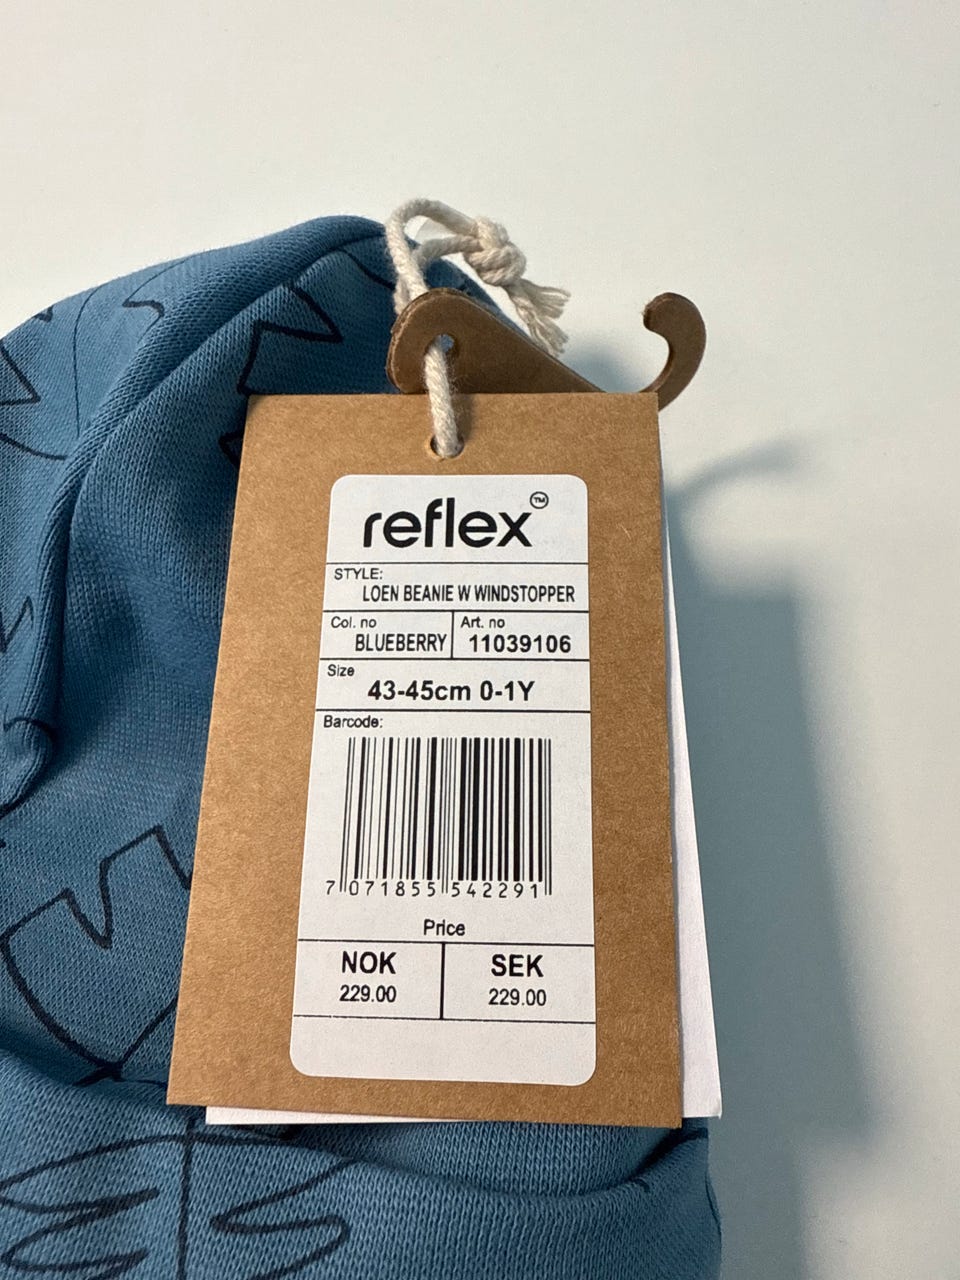 reflex™
STYLE:
LOEN BEANIE W WINDSTOPPER
Col. no
BLUEBERRY
Art. no
11039106
Size
43-45cm 0-1Y
Barcode:
7 071855 542291
Price
NOK
229.00
SEK
229.00